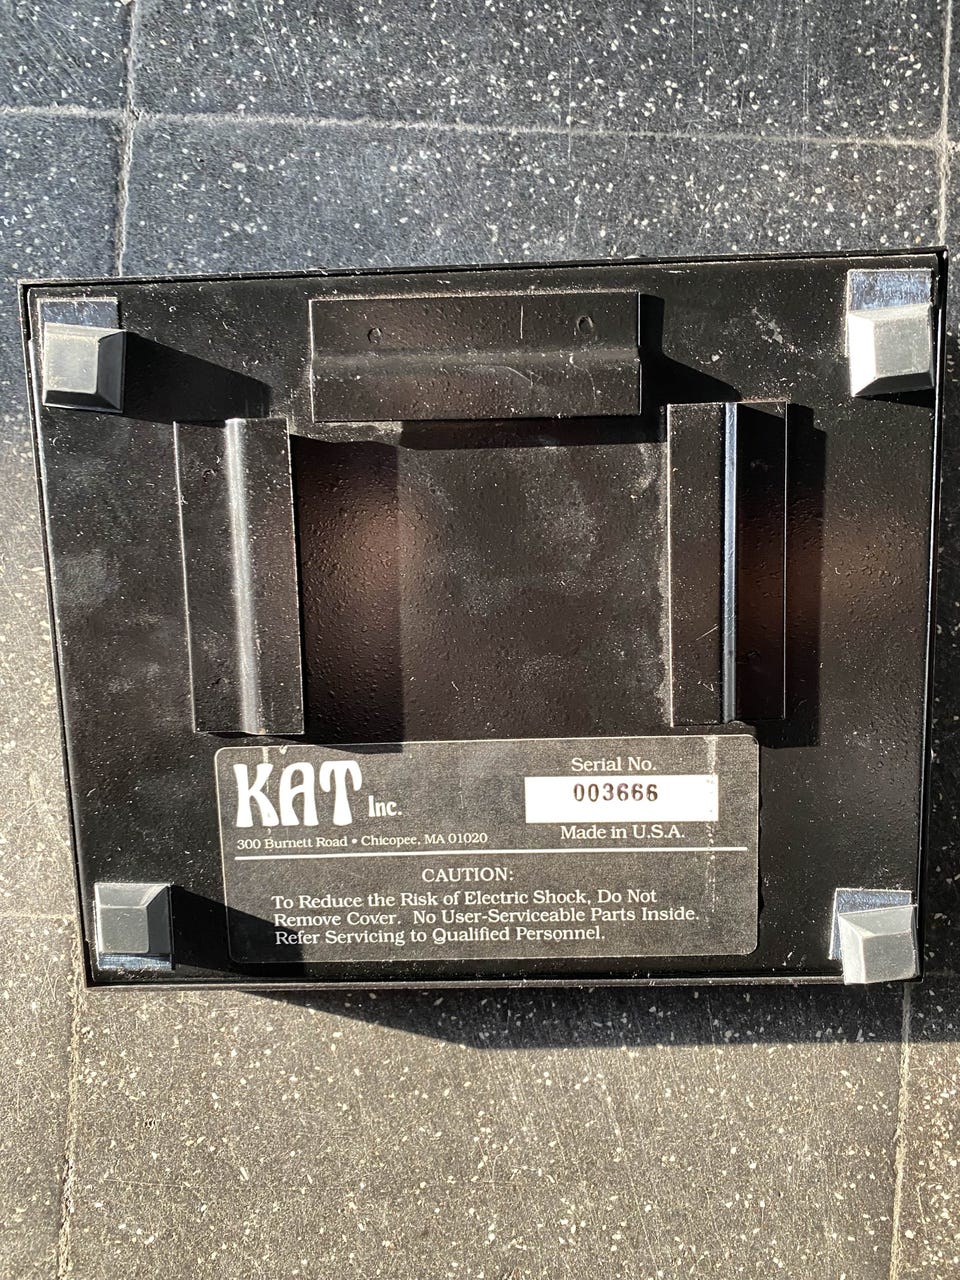 KAT Inc.
300 Burnett Road • Chicopee, MA 01020
Serial No.
003666
Made in U.S.A.
CAUTION:
To Reduce the Risk of Electric Shock, Do Not
Remove Cover. No User-Serviceable Parts Inside.
Refer Servicing to Qualified Personnel.